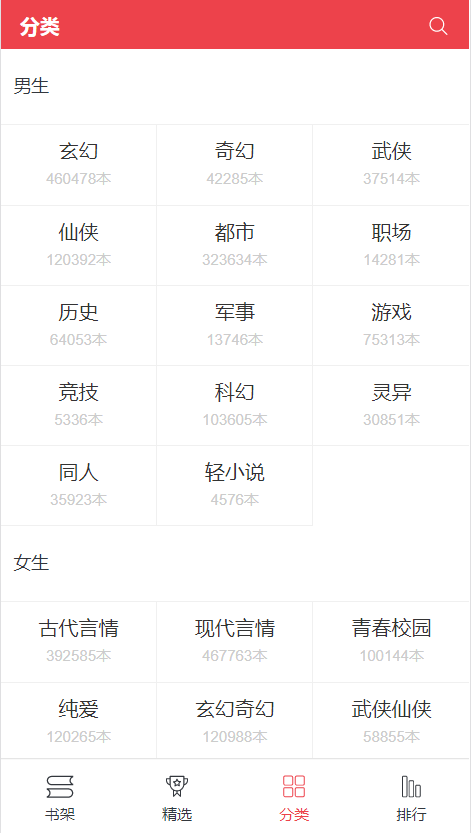 分类
男生
玄幻 奇幻 武侠
460478本 42285本 37514本
仙侠 都市 职场
120392本 323634本 14281本
历史 军事 游戏
64053本 13746本 75313本
竞技 科幻 灵异
5336本 103605本 30851本
同人 轻小说
35923本 4576本
女生
古代言情 现代言情 青春校园
392585本 467763本 100144本
纯爱 玄幻奇幻 武侠仙侠
120265本 120988本 58855本
书架 精选 分类 排行